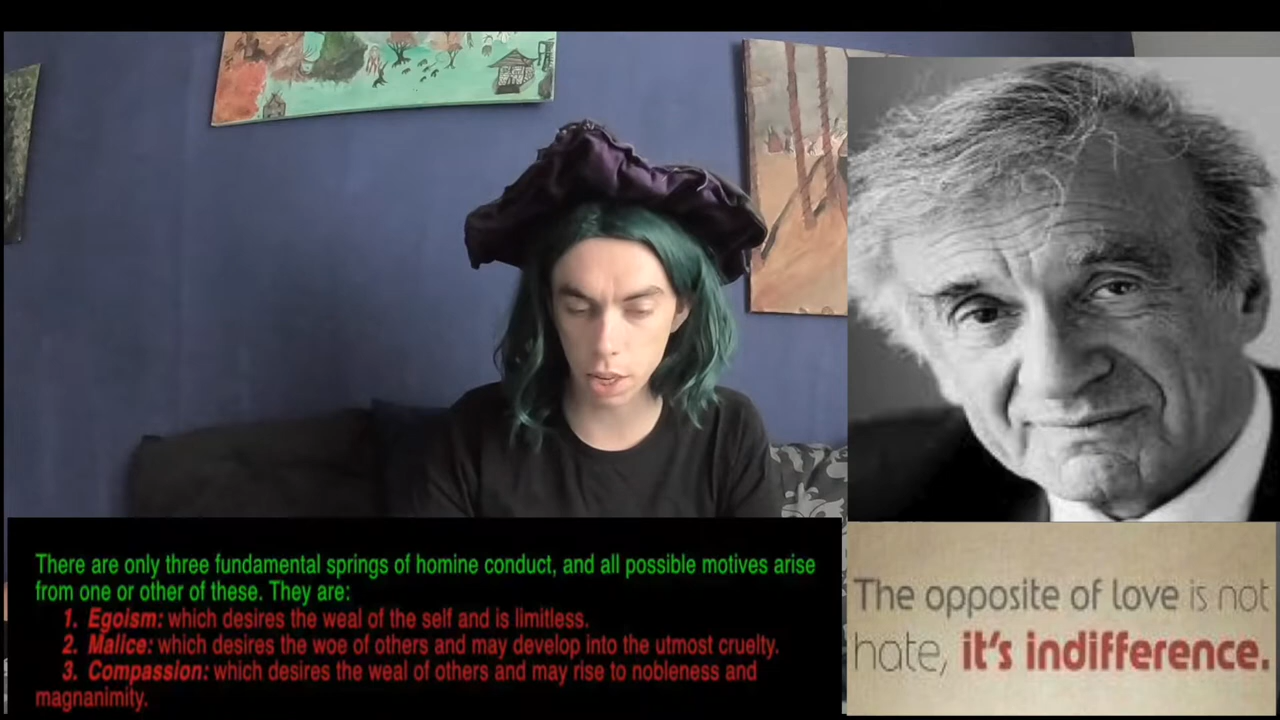 There are only three fundamental springs of homine conduct, and all possible motives arise
from one or other of these. They are:
1. Egoism: which desires the weal of the self and is limitless.
2. Malice: which desires the woe of others and may develop into the utmost cruelty.
3. Compassion: which desires the weal of others and may rise to nobleness and
magnanimity.
The opposite of love is not
hate, it's indifference.